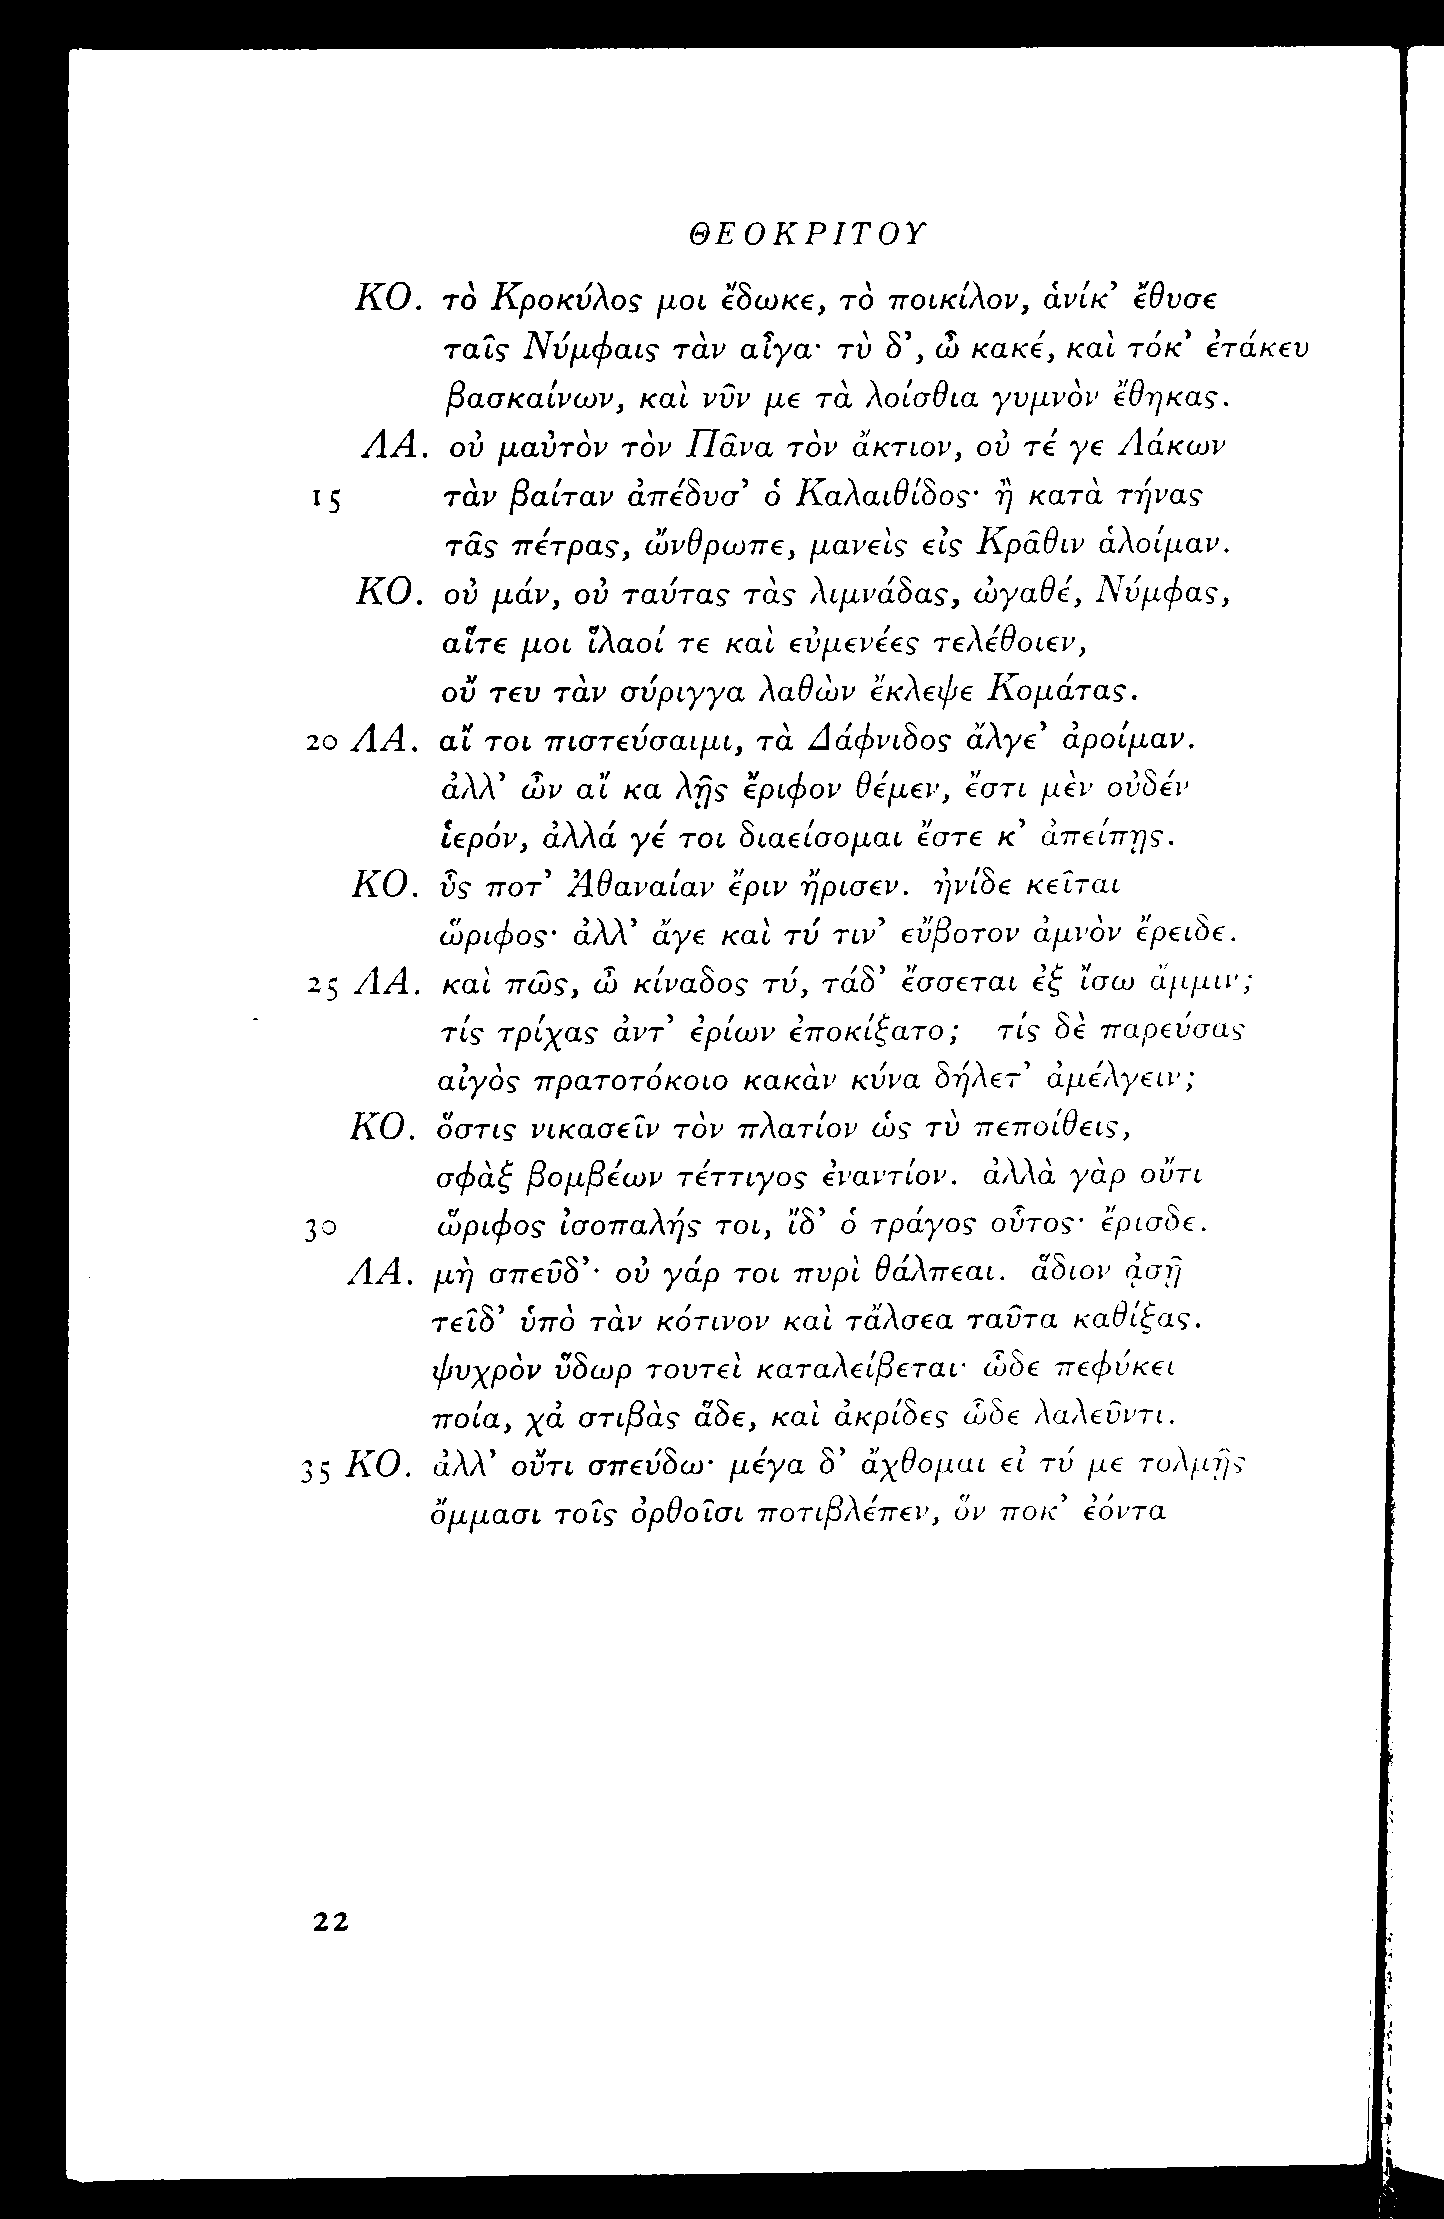 ΘΕΟΚΡΙΤΟΥ
ΚΟ. τὸ Κροκύλος μοι ἔδωκε, τὸ ποικίλον, ἁνίκ’ ἔθυσε
ταῖς Νύμφαις τὰν αἶγα· τὺ δ’, ὦ κακέ, καὶ τόκ’ ἐτάκευ
βασκαίνων, καὶ νῦν με τὰ λοίσθια γυμνὸν ἔθηκας.
ΛΑ. οὐ μαὐτὸν τὸν Πᾶνα τὸν ἄκτιον, οὐ τέ γε Λάκων
15 τὰν βαίταν ἀπέδυσ’ ὁ Καλαιθίδος· ἢ κατὰ τήνας
τᾶς πέτρας, ὤνθρωπε, μανεὶς εἰς Κρᾶθιν ἁλοίμαν.
ΚΟ. οὐ μάν, οὐ ταύτας τὰς λιμνάδας, ὠγαθέ, Νύμφας,
αἵτε μοι ἵλαοί τε καὶ εὐμενέες τελέθοιεν,
οὔ τευ τὰν σύριγγα λαθὼν ἔκλεψε Κομάτας.
20 ΛΑ. αἴ τοι πιστεύσαιμι, τὰ Δάφνιδος ἄλγε’ ἀροίμαν.
ἀλλ’ ὦν αἴ κα λῇς ἔριφον θέμεν, ἔστι μὲν οὐδέν
ἱερόν, ἀλλά γέ τοι διαείσομαι ἔστε κ’ ἀπείπῃς.
ΚΟ. ὗς ποτ’ Ἀθαναίαν ἔριν ἤρισεν. ἠνίδε κεῖται
ὥριφος· ἀλλ’ ἄγε καὶ τύ τιν’ εὔβοτον ἀμνὸν ἔρειδε.
25 ΛΑ. καὶ πῶς, ὦ κίναδος τύ, τάδ’ ἔσσεται ἐξ ἴσω ἄμμιν;
τίς τρίχας ἀντ’ ἐρίων ἐποκίξατο; τίς δὲ παρεύσας
αἰγὸς πρατοτόκοιο κακὰν κύνα δήλετ’ ἀμέλγειν;
ΚΟ. ὅστις νικασεῖν τὸν πλατίον ὡς τὺ πεποίθεις,
σφὰξ βομβέων τέττιγος ἐναντίον. ἀλλὰ γὰρ οὔτι
30 ὥριφος ἰσοπαλής τοι, ἴδ’ ὁ τράγος οὗτος· ἔρισδε.
ΛΑ. μὴ σπεῦδ’· οὐ γάρ τοι πυρὶ θάλπεαι. ἅδιον ᾀσῇ
τεῖδ’ ὑπὸ τὰν κότινον καὶ τἄλσεα ταῦτα καθίξας.
ψυχρὸν ὕδωρ τουτεὶ καταλείβεται· ὧδε πεφύκει
ποία, χἀ στιβὰς ἅδε, καὶ ἀκρίδες ὧδε λαλεῦντι.
35 ΚΟ. ἀλλ’ οὔτι σπεύδω· μέγα δ’ ἄχθομαι εἰ τύ με τολμῇς
ὄμμασι τοῖς ὀρθοῖσι ποτιβλέπεν, ὅν ποκ’ ἐόντα
22